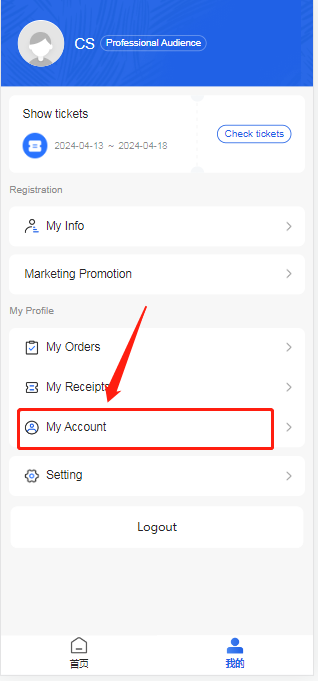 CS Professional Audience
Show tickets
2024-04-13 ~ 2024-04-18
Check tickets
Registration
My Info
Marketing Promotion
My Profile
My Orders
My Receipts
My Account
Setting
Logout
首页
我的